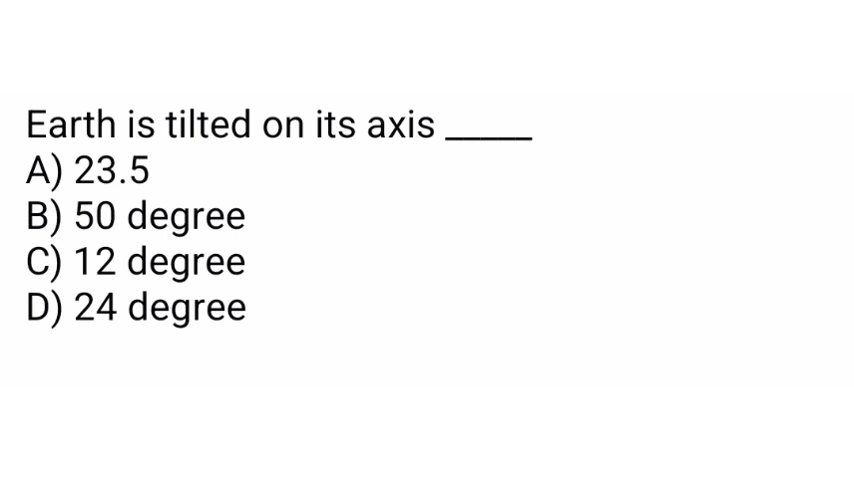 Earth is tilted on its axis _____
A) 23.5
B) 50 degree
C) 12 degree
D) 24 degree